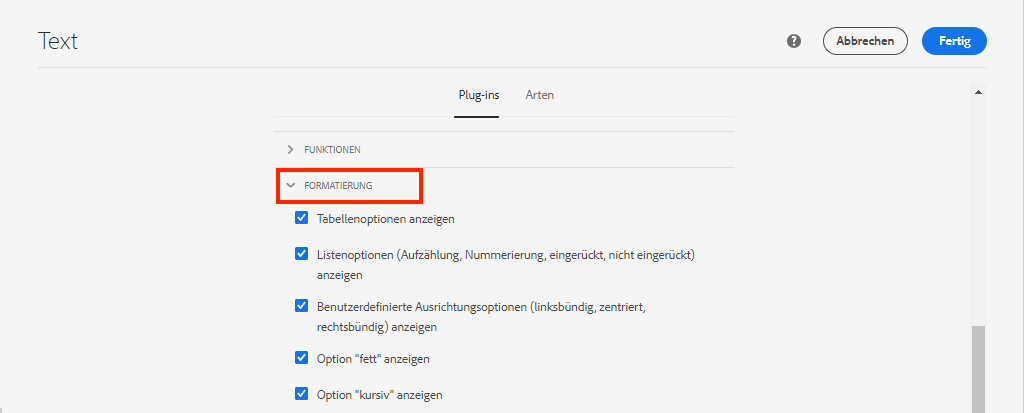 Text
? Abbrechen Fertig
Plug-ins Arten
FUNKTIONEN
FORMATIERUNG
Tabellenoptionen anzeigen
Listenoptionen (Aufzählung, Nummerierung, eingerückt, nicht eingerückt)
anzeigen
Benutzerdefinierte Ausrichtungsoptionen (linksbündig, zentriert,
rechtsbündig) anzeigen
Option "fett" anzeigen
Option "kursiv" anzeigen